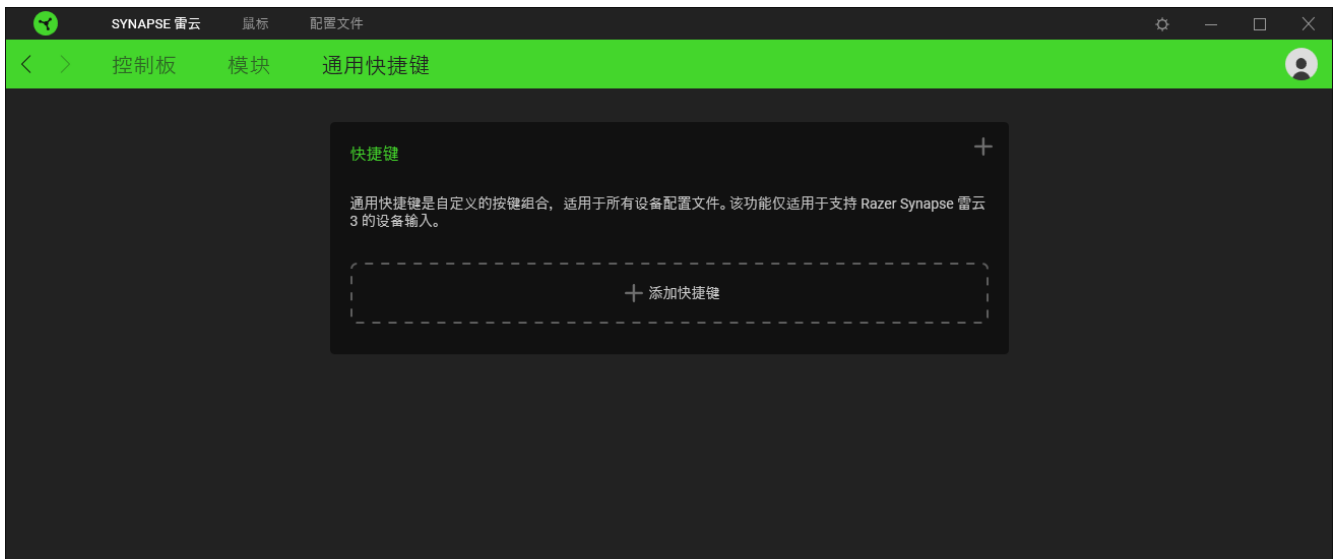 SYNAPSE 雷云 鼠标 配置文件
控制板 模块 通用快捷键
快捷键
通用快捷键是自定义的按键组合，适用于所有设备配置文件。该功能仅适用于支持 Razer Synapse 雷云
3 的设备输入。
添加快捷键